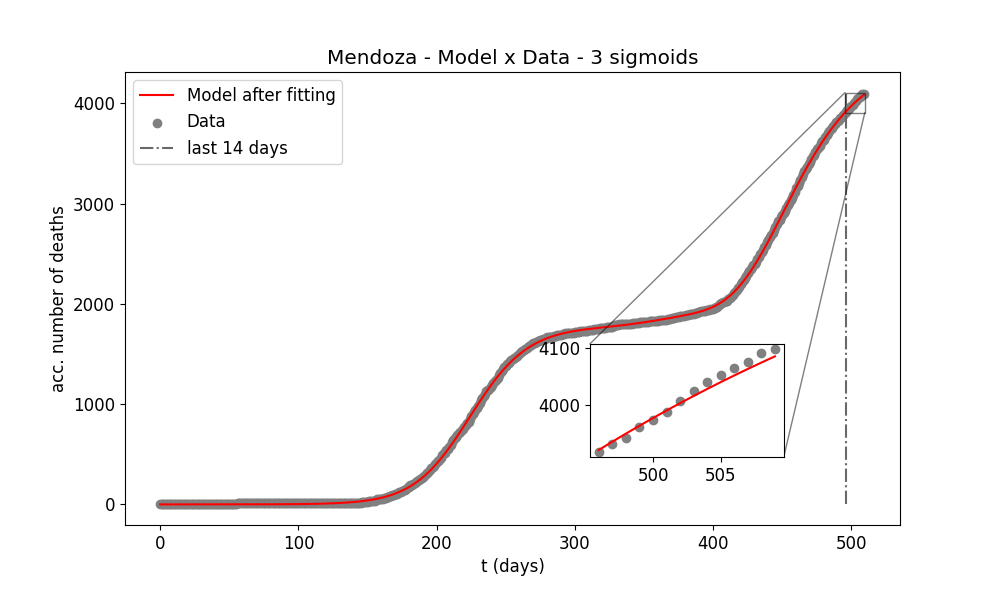 Mendoza - Model x Data - 3 sigmoids
Model after fitting
Data
last 14 days
acc. number of deaths
4000
3000
2000
1000
0
4100
4000
500 505
0 100 200 300 400 500
t (days)